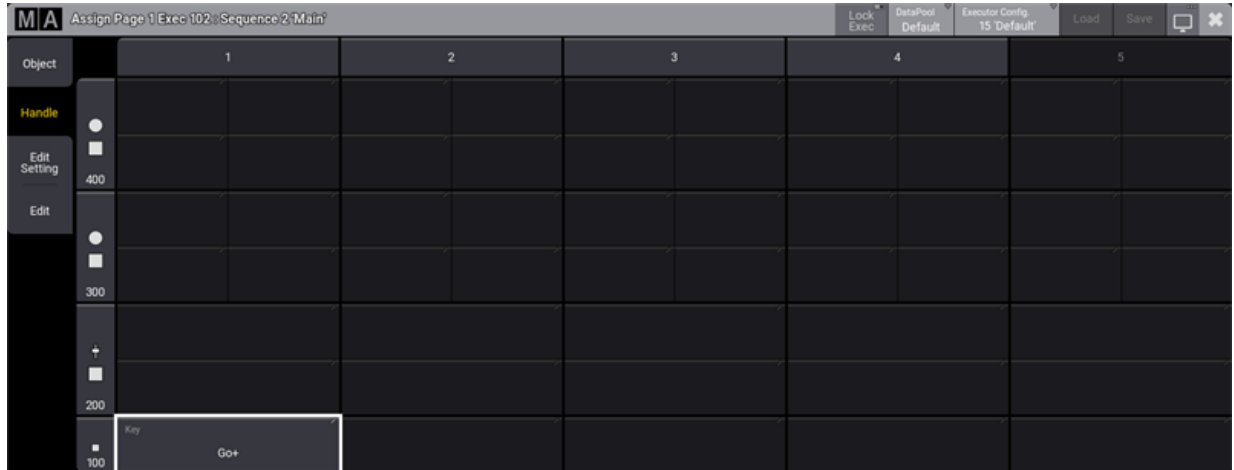 MA Assign Page 1 Exec 102: Sequence 2 'Main'
Lock
Exec
DataPool
Default
Executor Config.
15 'Default'
Load
Save
Object
Handle
Edit
Setting
Edit
1
2
3
4
5
400
300
200
100
Key
Go+